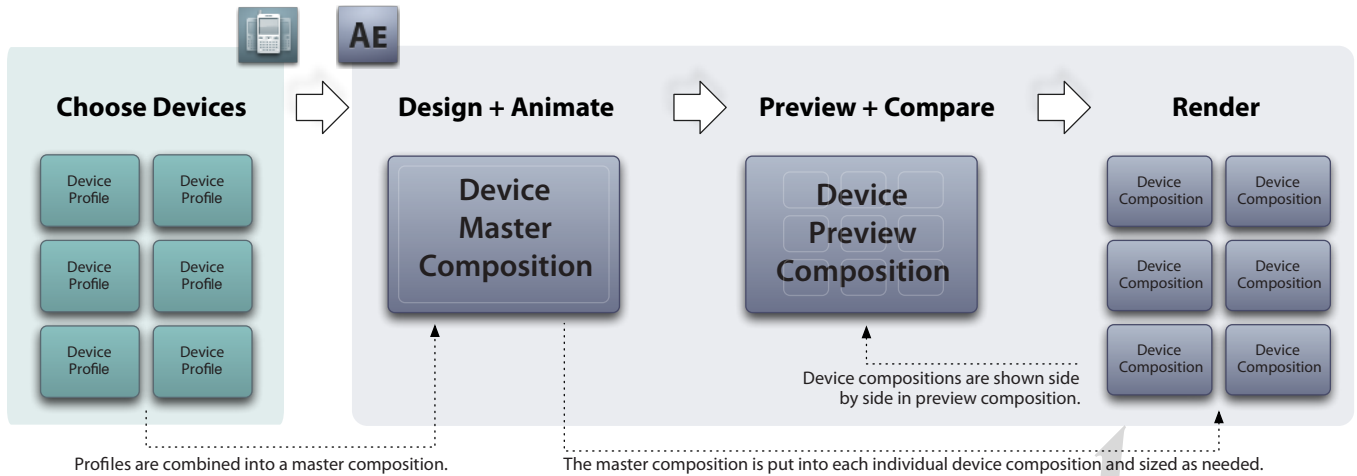 AE
Choose Devices
Design + Animate
Preview + Compare
Render
Device
Profile
Device
Profile
Device
Profile
Device
Profile
Device
Profile
Device
Profile
Device
Master
Composition
Device
Preview
Composition
Device
Composition
Device
Composition
Device
Composition
Device
Composition
Device
Composition
Device
Composition
Device compositions are shown side
by side in preview composition.
Profiles are combined into a master composition.
The master composition is put into each individual device composition and sized as needed.